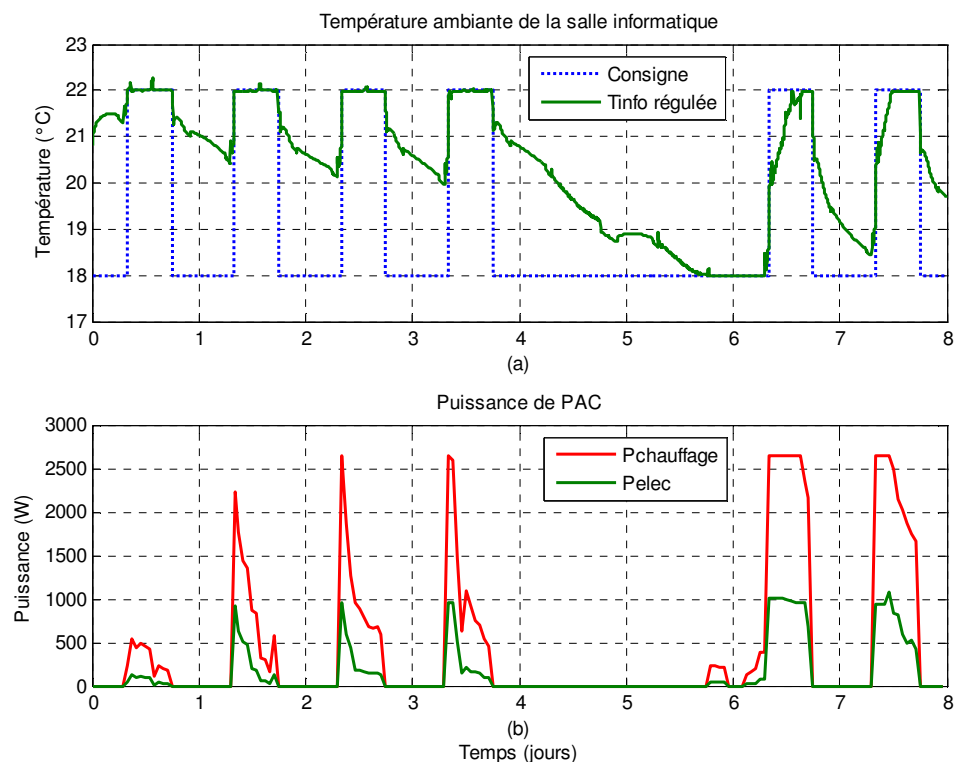 Température ambiante de la salle informatique
23
22
21
20
19
18
17
Température (°C)
Consigne
Tinfo régulée
0 1 2 3 4 5 6 7 8
(a)
Puissance de PAC
3000
2500
2000
1500
1000
500
0
Puissance (W)
Pchauffage
Pelec
0 1 2 3 4 5 6 7 8
(b)
Temps (jours)